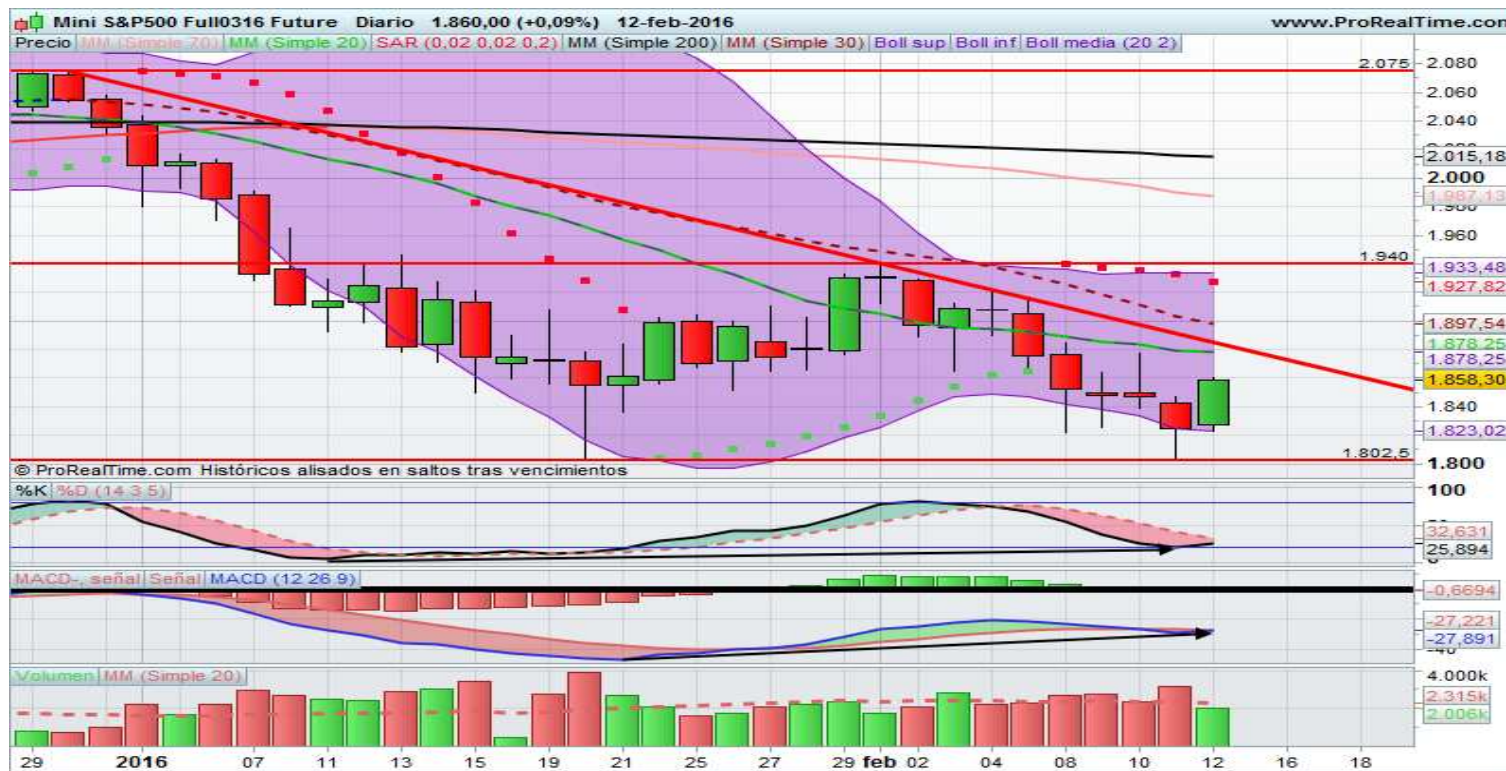 Mini S&P500 Full0316 Future Diario 1.860,00 (+0,09%) 12-feb-2016 www.ProRealTime.com
Precio MM (Simple 70) MM (Simple 20) SAR (0,02 0,02 0,2) MM (Simple 200) MM (Simple 30) Boll sup Boll inf Boll media (20 2)
2.075
2.080
2.060
2.040
2.015,18
2.000
1.987,13
1.980
1.960
1.940
1.933,48
1.927,82
1.897,54
1.878,25
1.878,25
1.858,30
1.840
1.823,02
1.802,5
1.800
© ProRealTime.com Históricos alisados en saltos tras vencimientos
%K %D (14 3 5)
100
32,631
25,894
MACD-, señal Señal MACD (12 26 9)
-0,6694
-27,221
-27,891
-40
Volumen MM (Simple 20)
4.000k
2.315k
2.006k
29 2016 07 11 13 15 19 21 25 27 29 feb 02 04 08 10 12 16 18